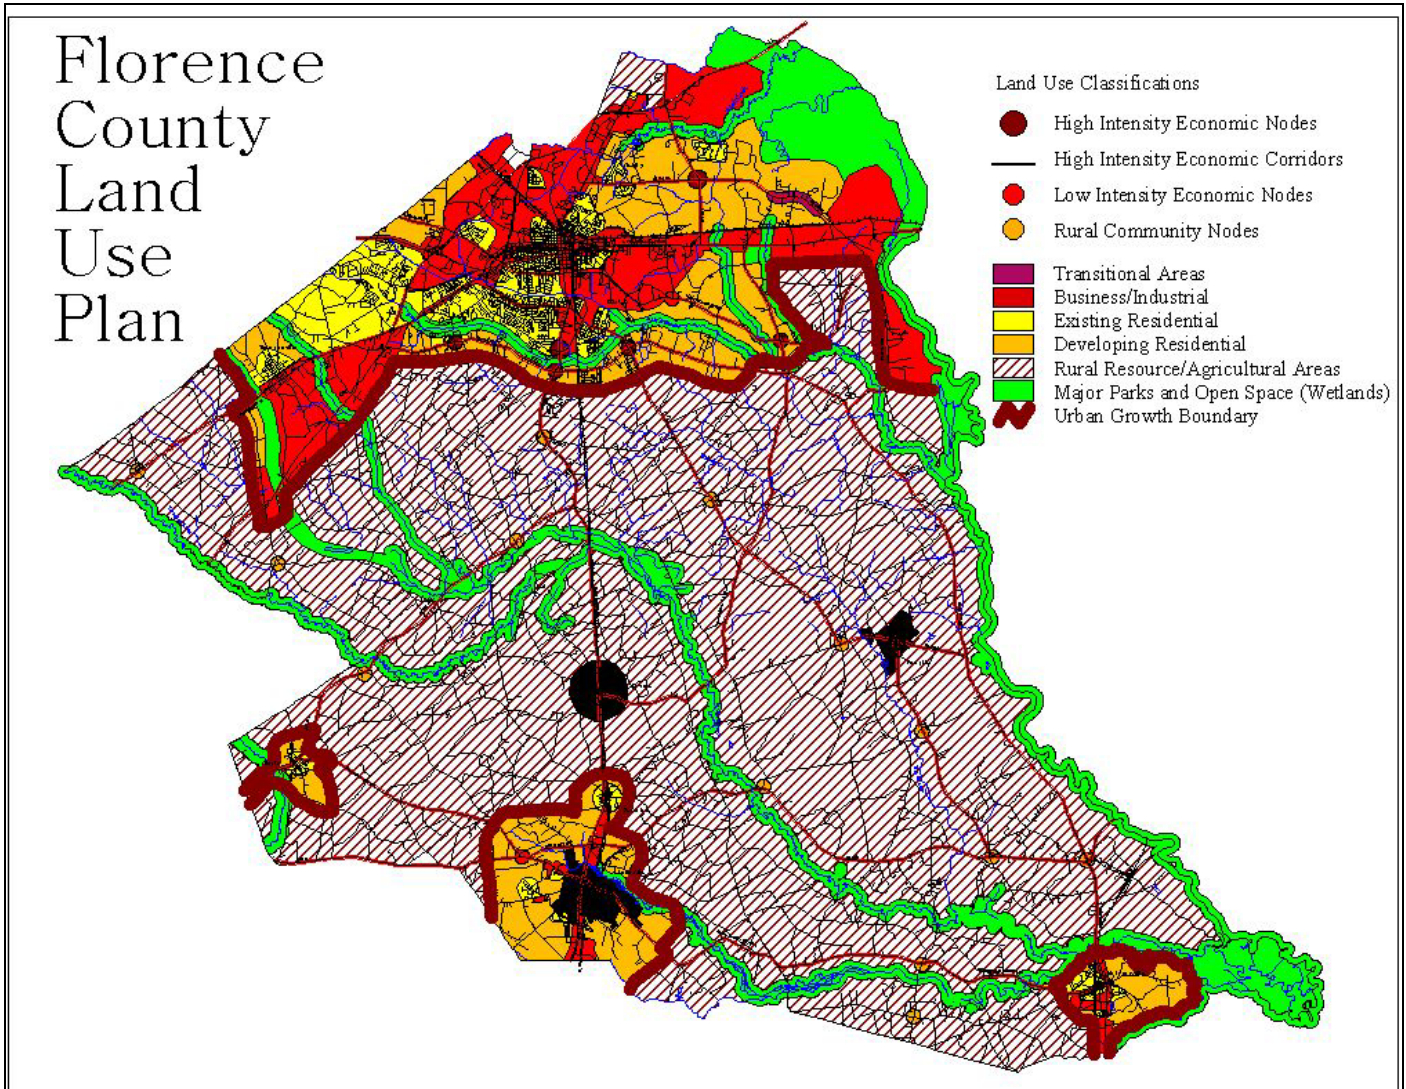 Florence
County
Land
Use
Plan
Land Use Classifications
High Intensity Economic Nodes
High Intensity Economic Corridors
Low Intensity Economic Nodes
Rural Community Nodes
Transitional Areas
Business/Industrial
Existing Residential
Developing Residential
Rural Resource/Agricultural Areas
Major Parks and Open Space (Wetlands)
Urban Growth Boundary